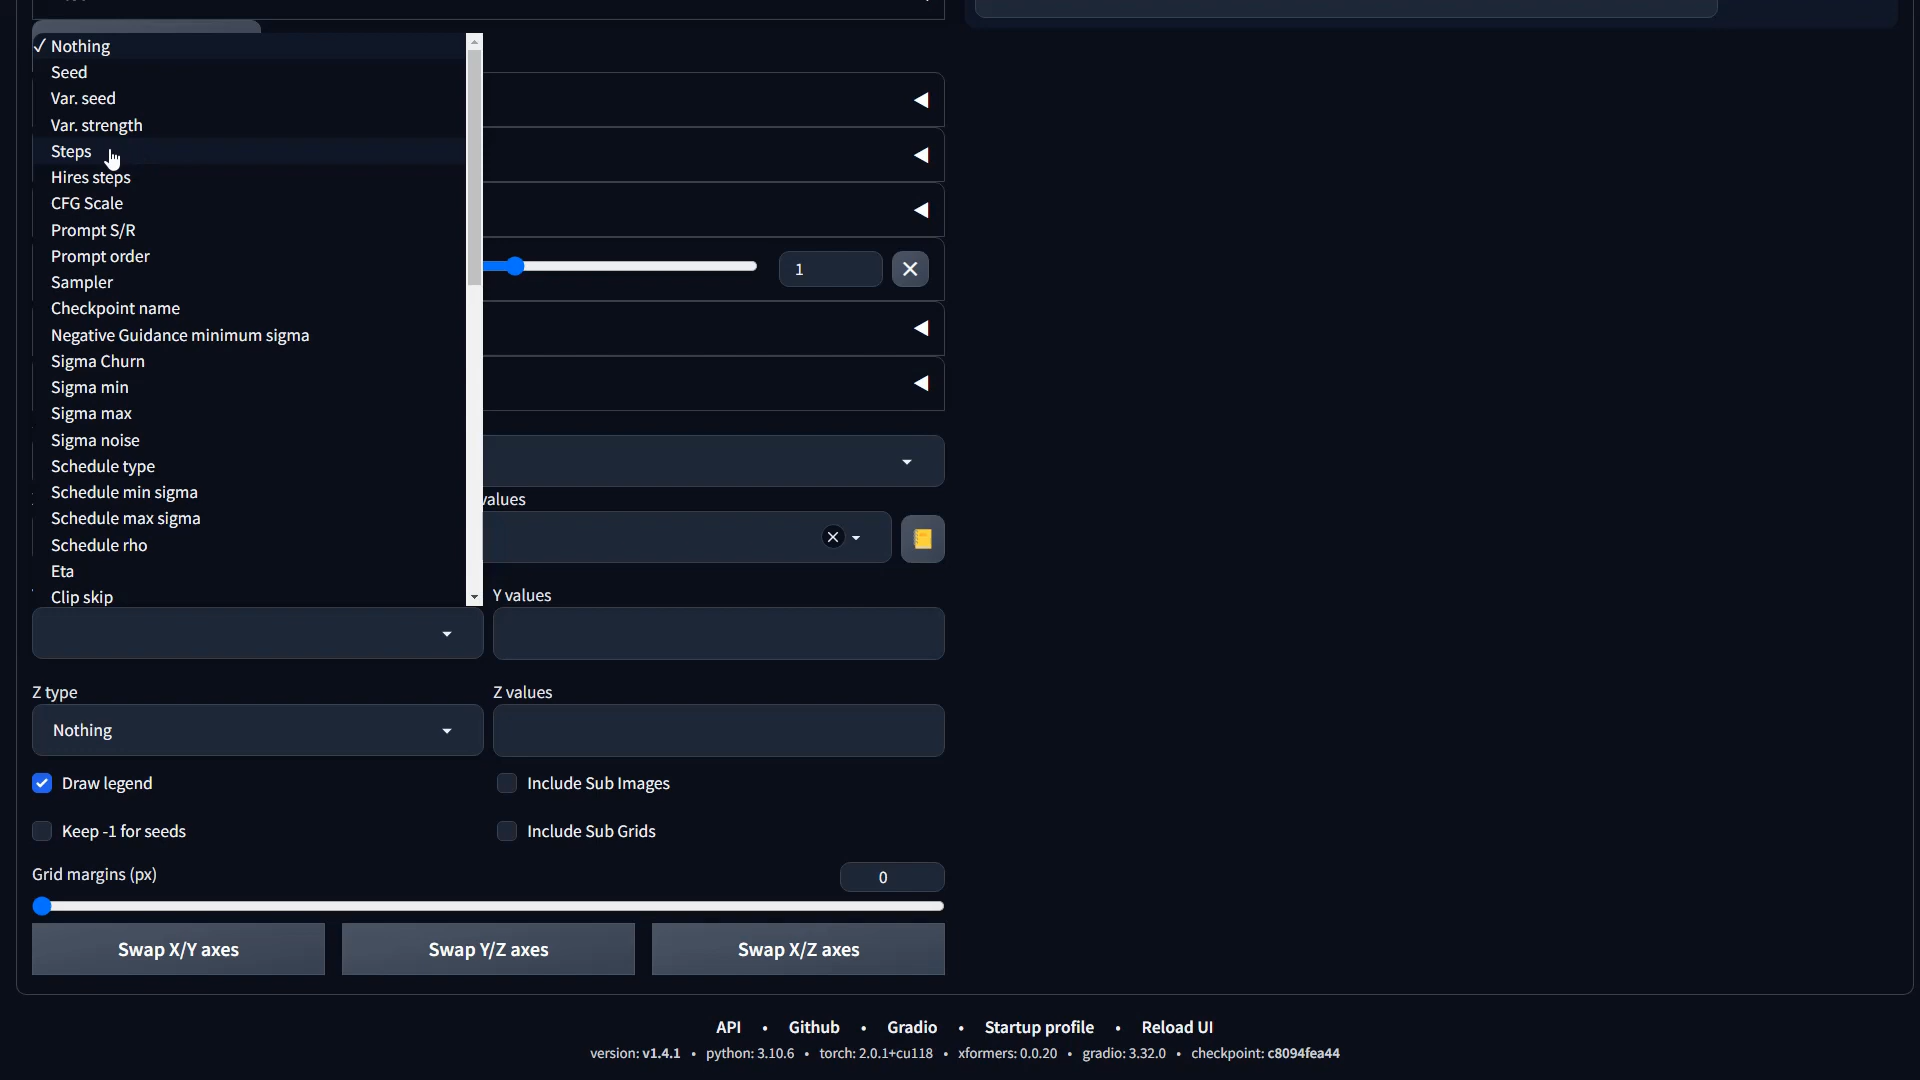 ✓ Nothing
Seed
Var. seed
Var. strength
Steps
Hires steps
CFG Scale
Prompt S/R
Prompt order
Sampler
Checkpoint name
Negative Guidance minimum sigma
Sigma Churn
Sigma min
Sigma max
Sigma noise
Schedule type
Schedule min sigma
Schedule max sigma
Schedule rho
Eta
Clip skip
1
values
Y values
Z type
Z values
Nothing
Draw legend
Include Sub Images
Keep -1 for seeds
Include Sub Grids
Grid margins (px)
0
Swap X/Y axes
Swap Y/Z axes
Swap X/Z axes
API • Github • Gradio • Startup profile • Reload UI
version: v1.4.1 • python: 3.10.6 • torch: 2.0.1+cu118 • xformers: 0.0.20 • gradio: 3.32.0 • checkpoint: c8094fea44